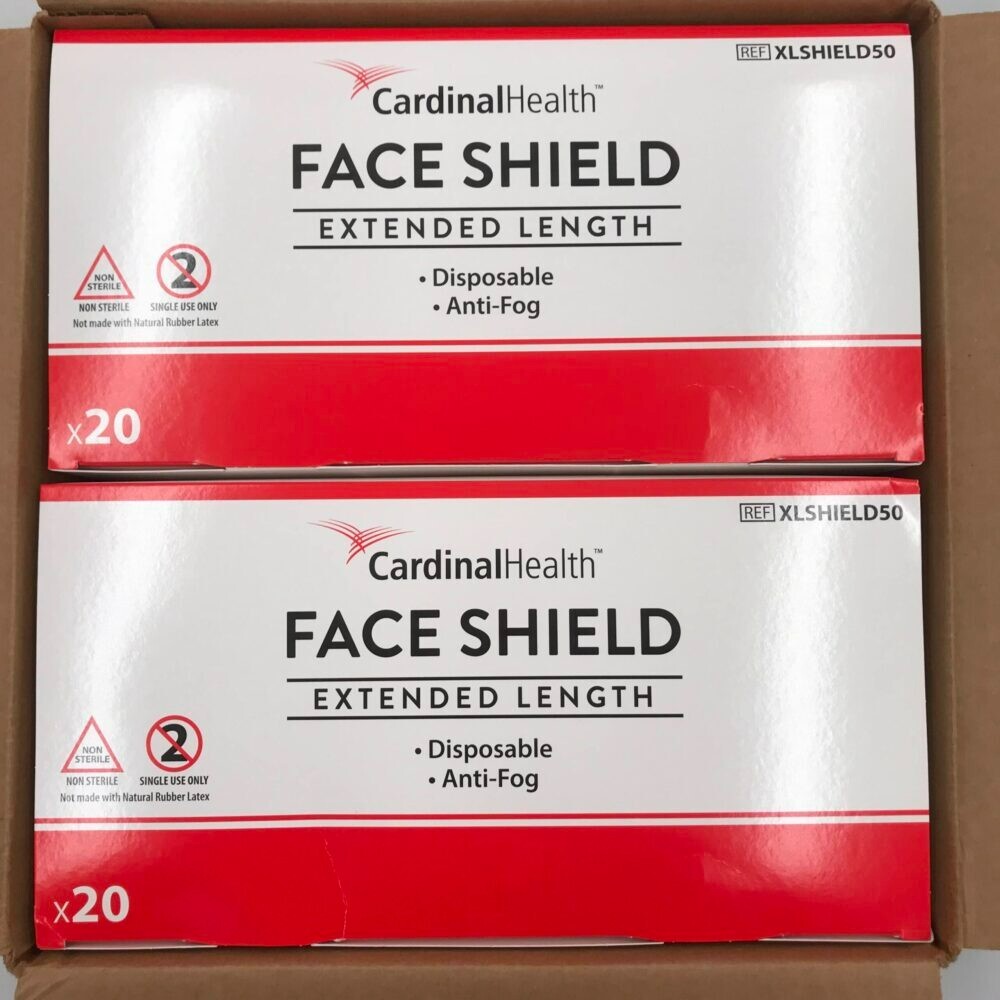 REF XLSHIELD50
CardinalHealth™
FACE SHIELD
EXTENDED LENGTH
• Disposable
• Anti-Fog
NON
STERILE
2
NON STERILE SINGLE USE ONLY
Not made with Natural Rubber Latex
x20
REF XLSHIELD50
CardinalHealth™
FACE SHIELD
EXTENDED LENGTH
• Disposable
• Anti-Fog
NON
STERILE
2
NON STERILE SINGLE USE ONLY
Not made with Natural Rubber Latex
x20